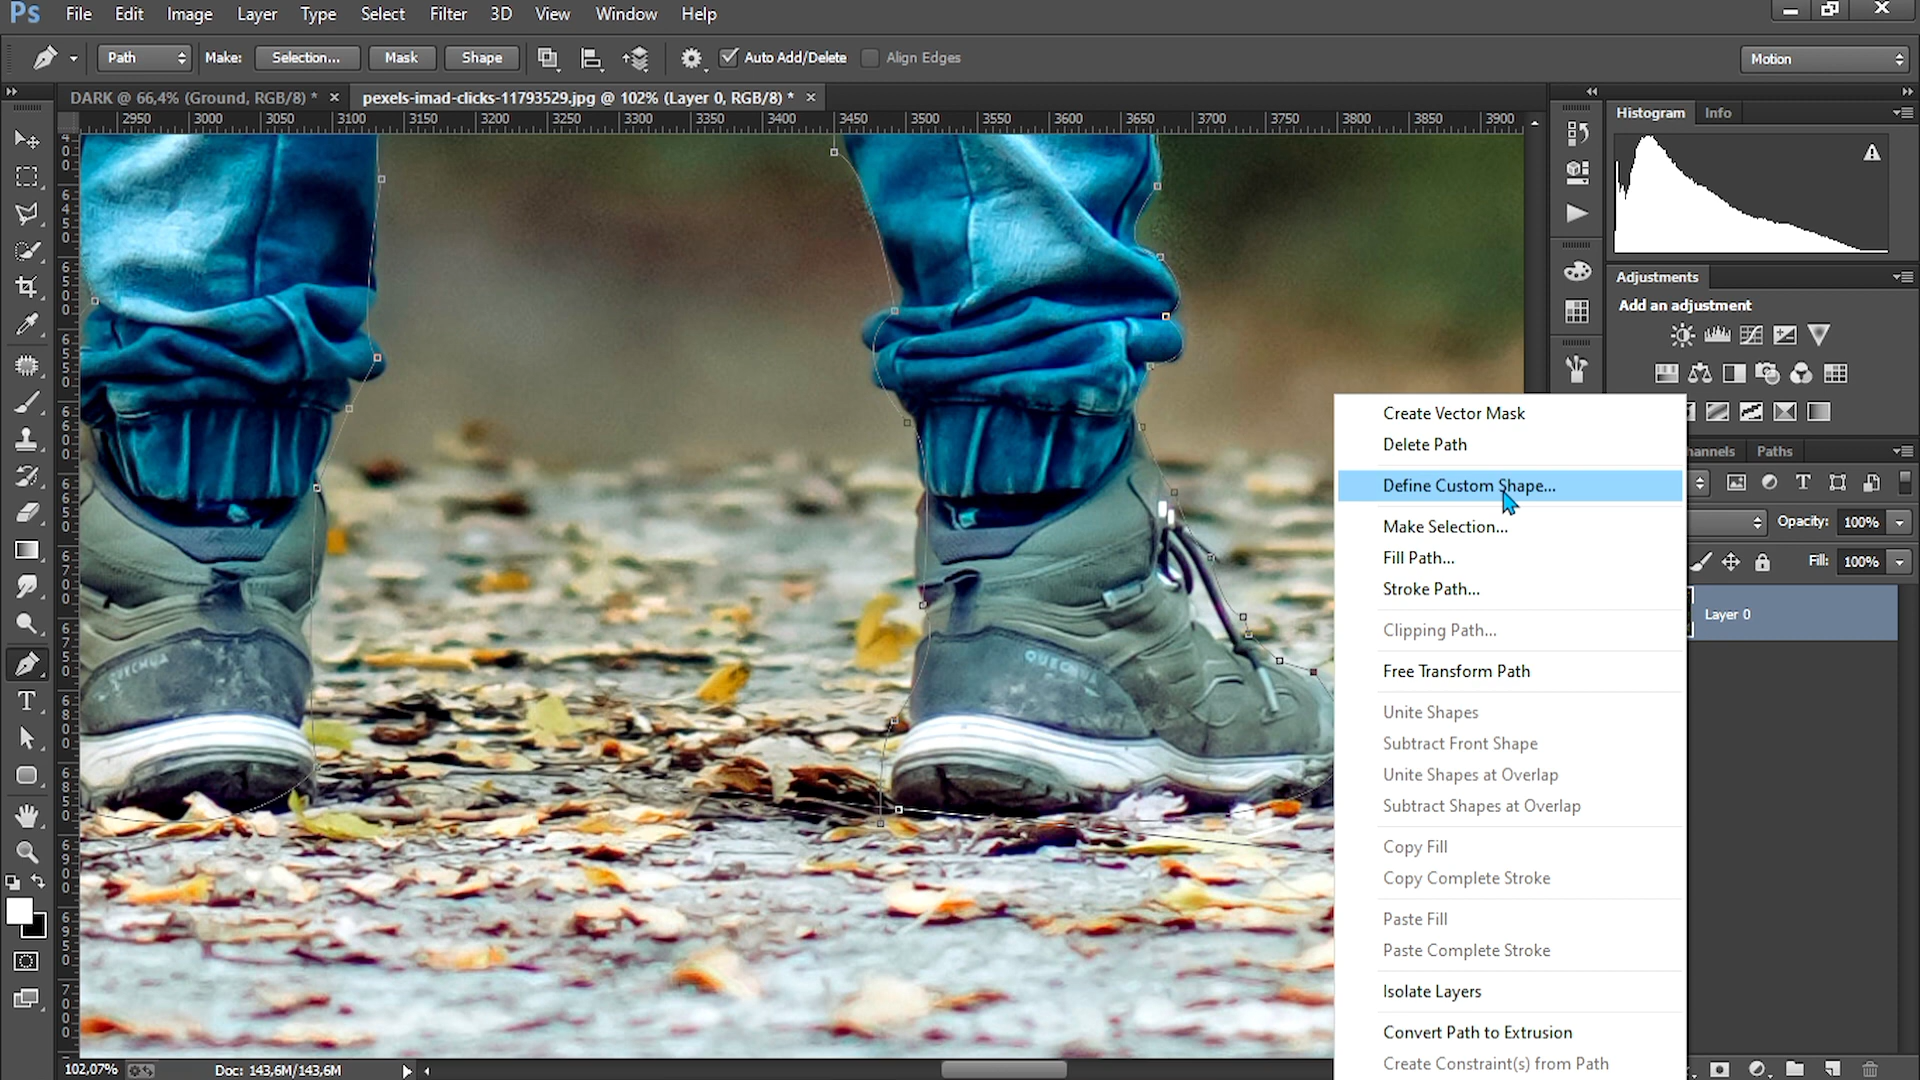 Ps File Edit Image Layer Type Select Filter 3D View Window Help
Path Make: Selection... Mask Shape Auto Add/Delete Align Edges Motion
DARK @ 66,4% (Ground, RGB/8) * × pexels-imad-clicks-11793529.jpg @ 102% (Layer 0, RGB/8) * ×
2950 3000 3050 3100 3150 3200 3250 3300 3350 3400 3450 3500 3550 3600 3650 3700 3750 3800 3850 3900
Histogram Info
Adjustments
Add an adjustment
Create Vector Mask
Delete Path
Define Custom Shape...
Make Selection...
Fill Path...
Stroke Path...
Clipping Path...
Free Transform Path
Unite Shapes
Subtract Front Shape
Unite Shapes at Overlap
Subtract Shapes at Overlap
Copy Fill
Copy Complete Stroke
Paste Fill
Paste Complete Stroke
Isolate Layers
Convert Path to Extrusion
Create Constraint(s) from Path
hannels Paths
Opacity: 100%
Fill: 100%
Layer 0
QUECHUA
102,07% Doc: 143,6M/143,6M